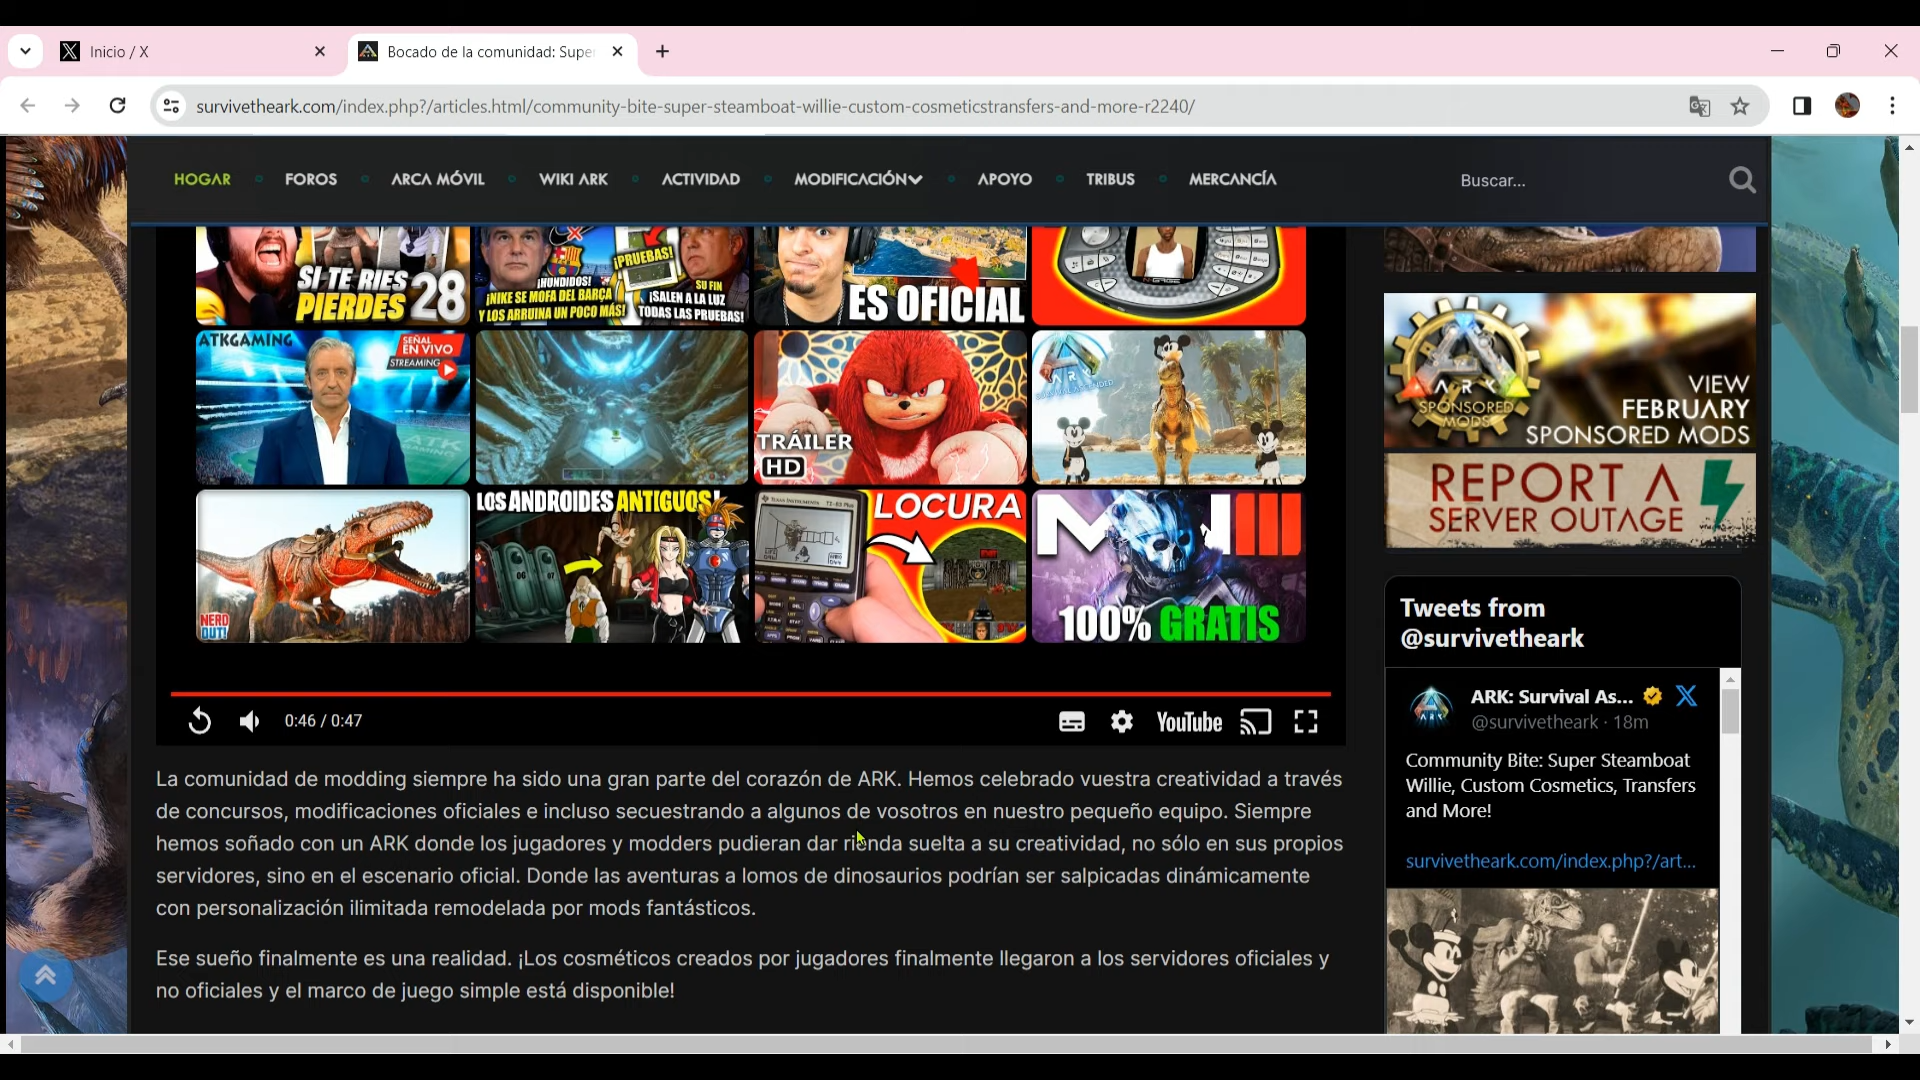 Inicio / X
Bocado de la comunidad: Supe
survivetheark.com/index.php?/articles.html/community-bite-super-steamboat-willie-custom-cosmeticstransfers-and-more-r2240/
HOGAR
FOROS
ARCA MÓVIL
WIKI ARK
ACTIVIDAD
MODIFICACIÓN
APOYO
TRIBUS
MERCANCÍA
Buscar...
SI TE RIES
PIERDES 28
¡PRUEBAS!
¡HUNDIDOS!
¡NIKE SE MOFA DEL BARÇA
Y LOS ARRUINA UN POCO MÁS!
SU FIN
¡SALEN A LA LUZ
TODAS LAS PRUEBAS!
ES OFICIAL
ATKGAMING
SEÑAL
EN VIVO
STREAMING
ATK
GAMING
TRÁILER
HD
ARK
NERD
OUT!
LOS ANDROIDES ANTIGUOS!
TEXAS INSTRUMENTS
LOCURA
MWIII
100% GRATIS
0:46 / 0:47
YouTube
La comunidad de modding siempre ha sido una gran parte del corazón de ARK. Hemos celebrado vuestra creatividad a través
de concursos, modificaciones oficiales e incluso secuestrando a algunos de vosotros en nuestro pequeño equipo. Siempre
hemos soñado con un ARK donde los jugadores y modders pudieran dar rienda suelta a su creatividad, no sólo en sus propios
servidores, sino en el escenario oficial. Donde las aventuras a lomos de dinosaurios podrían ser salpicadas dinámicamente
con personalización ilimitada remodelada por mods fantásticos.
Ese sueño finalmente es una realidad. ¡Los cosméticos creados por jugadores finalmente llegaron a los servidores oficiales y
no oficiales y el marco de juego simple está disponible!
ARK
SPONSORED
MODS
VIEW
FEBRUARY
SPONSORED MODS
REPORT A
SERVER OUTAGE
Tweets from
@survivetheark
ARK: Survival As...
@survivetheark · 18m
Community Bite: Super Steamboat
Willie, Custom Cosmetics, Transfers
and More!
survivetheark.com/index.php?/art...